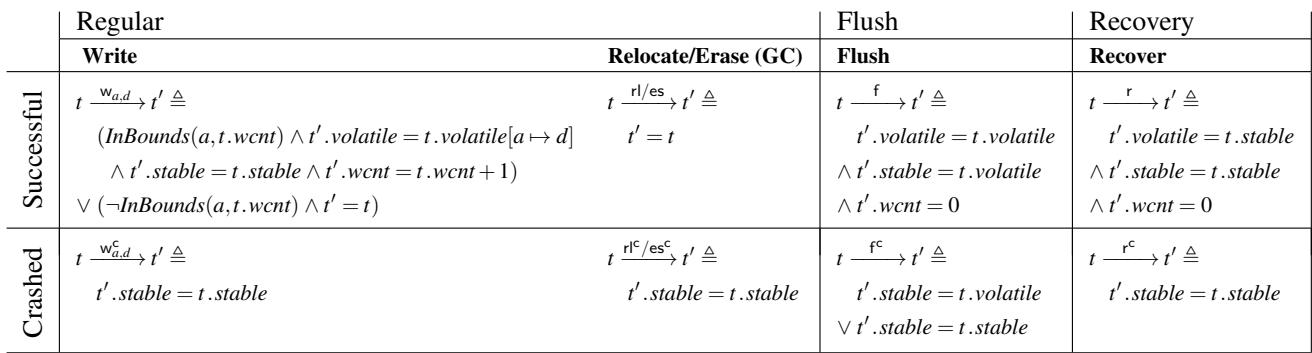 Regular Flush Recovery
Write Relocate/Erase (GC) Flush Recover
Successful
t —w_{a,d}→ t′ ≜ t —rl/es→ t′ ≜ t —f→ t′ ≜ t —r→ t′ ≜
(InBounds(a,t.wcnt) ∧ t′.volatile = t.volatile[a ↦ d] t′ = t t′.volatile = t.volatile t′.volatile = t.stable
∧ t′.stable = t.stable ∧ t′.wcnt = t.wcnt + 1) ∧ t′.stable = t.volatile ∧ t′.stable = t.stable
∨ (¬InBounds(a,t.wcnt) ∧ t′ = t) ∧ t′.wcnt = 0 ∧ t′.wcnt = 0
Crashed
t —w^c_{a,d}→ t′ ≜ t —rl^c/es^c→ t′ ≜ t —f^c→ t′ ≜ t —r^c→ t′ ≜
t′.stable = t.stable t′.stable = t.stable t′.stable = t.volatile t′.stable = t.stable
∨ t′.stable = t.stable